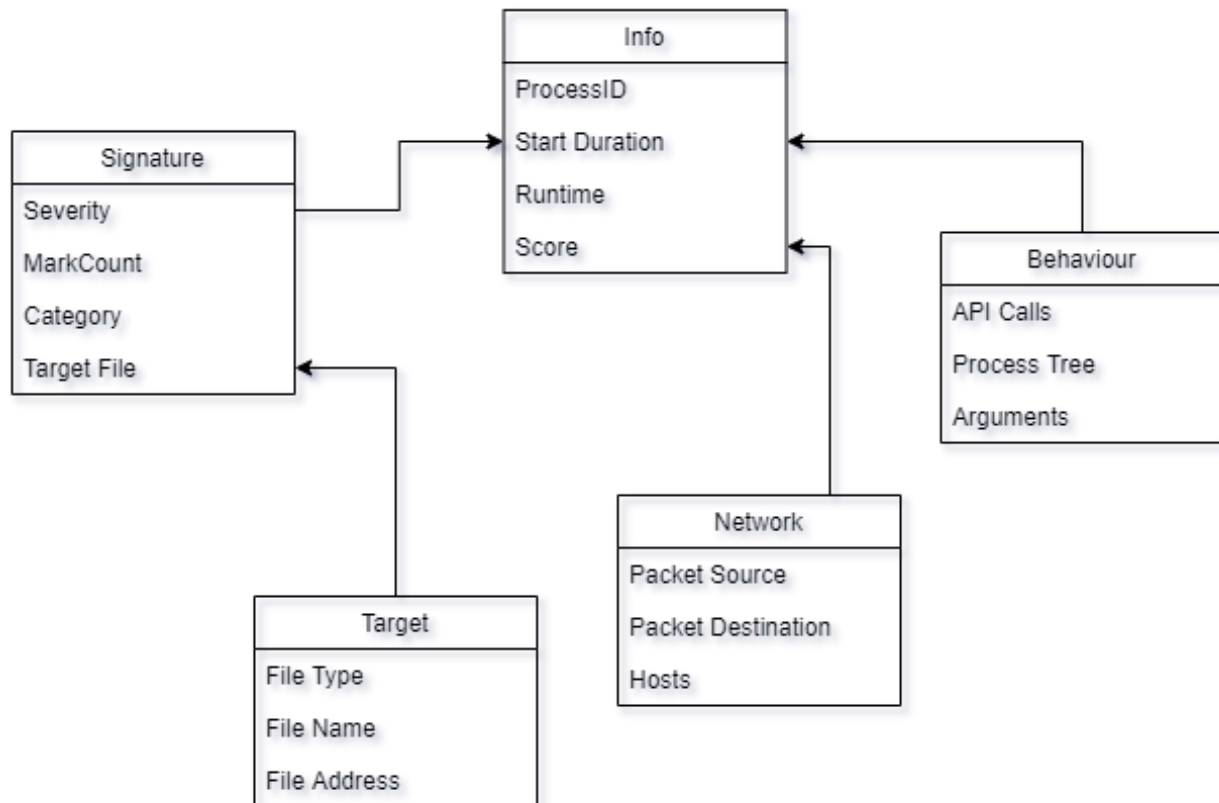 Info
ProcessID
Start Duration
Runtime
Score
Signature
Severity
MarkCount
Category
Target File
Behaviour
API Calls
Process Tree
Arguments
Network
Packet Source
Packet Destination
Hosts
Target
File Type
File Name
File Address